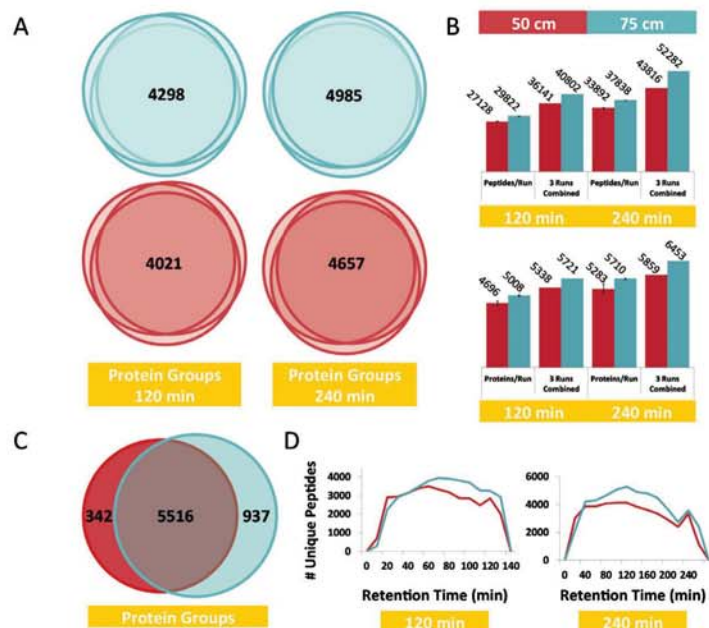 A
4298
4985
4021
4657
Protein Groups
120 min
Protein Groups
240 min
B
50 cm
75 cm
27128
29822
36141
40802
33892
37838
43816
52282
Peptides/Run
3 Runs
Combined
Peptides/Run
3 Runs
Combined
120 min
240 min
4696
5008
5338
5721
5283
5710
5859
6453
Proteins/Run
3 Runs
Combined
Proteins/Run
3 Runs
Combined
120 min
240 min
C
342
5516
937
Protein Groups
D
# Unique Peptides
4000
3000
2000
1000
0
0 20 40 60 80 100 120 140
Retention Time (min)
120 min
6000
4000
2000
0
0 40 80 120 160 200 240
Retention Time (min)
240 min